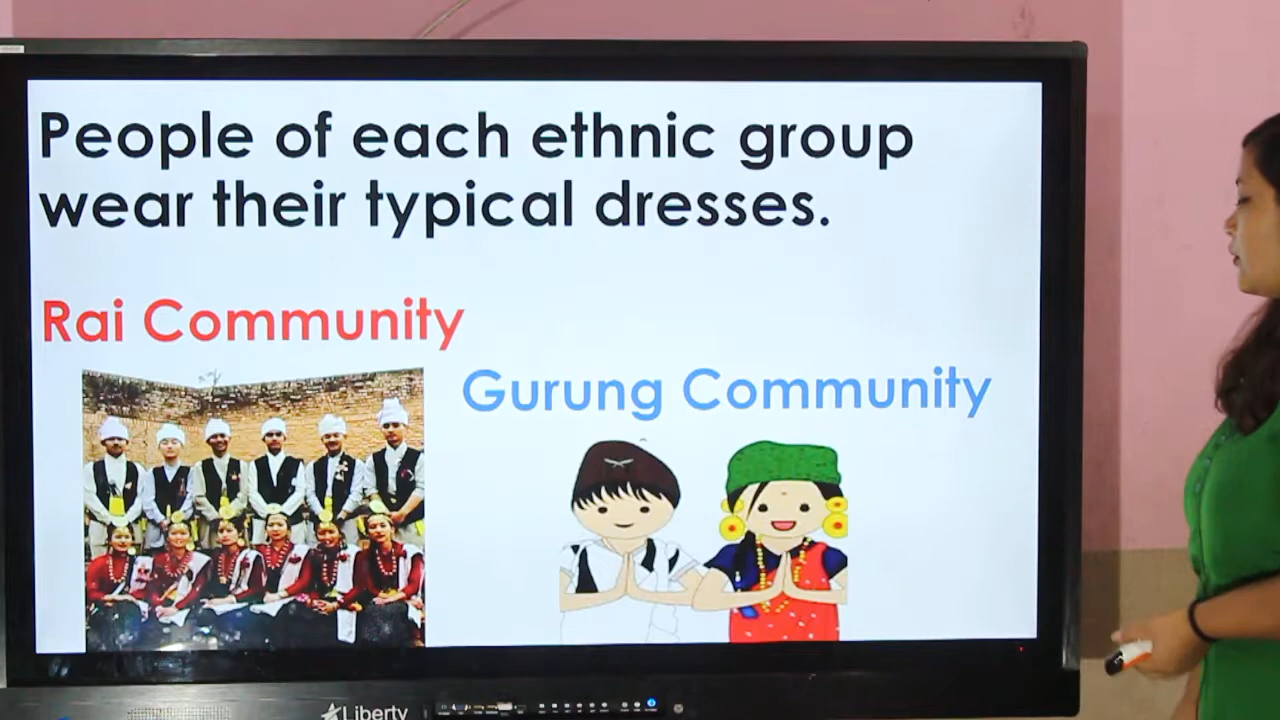 People of each ethnic group
wear their typical dresses.
Rai Community
Gurung Community
Liberty